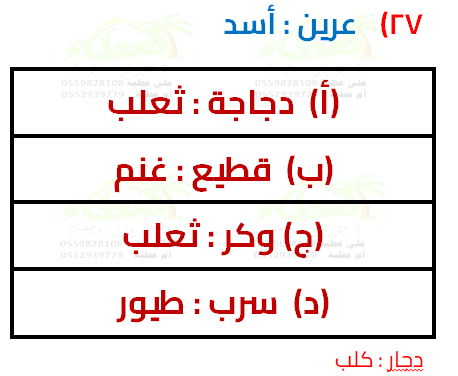 ٢٧) عرين : أسد
(أ) دجاجة : ثعلب
(ب) قطيع : غنم
(ج) وكر : ثعلب
(د) سرب : طيور
دجار : كلب